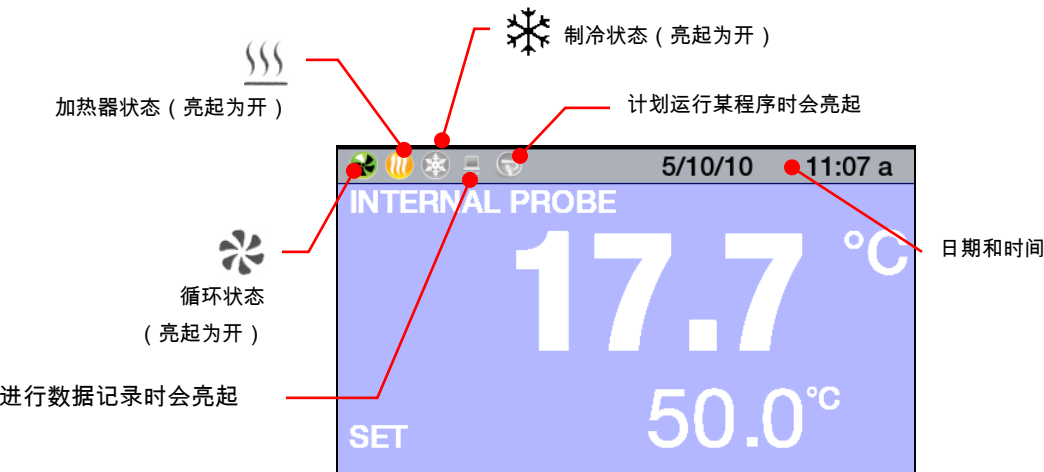 制冷状态（亮起为开）
加热器状态（亮起为开）
计划运行某程序时会亮起
5/10/10 11:07 a
INTERNAL PROBE
17.7 °C
日期和时间
循环状态
（亮起为开）
进行数据记录时会亮起
SET 50.0°C